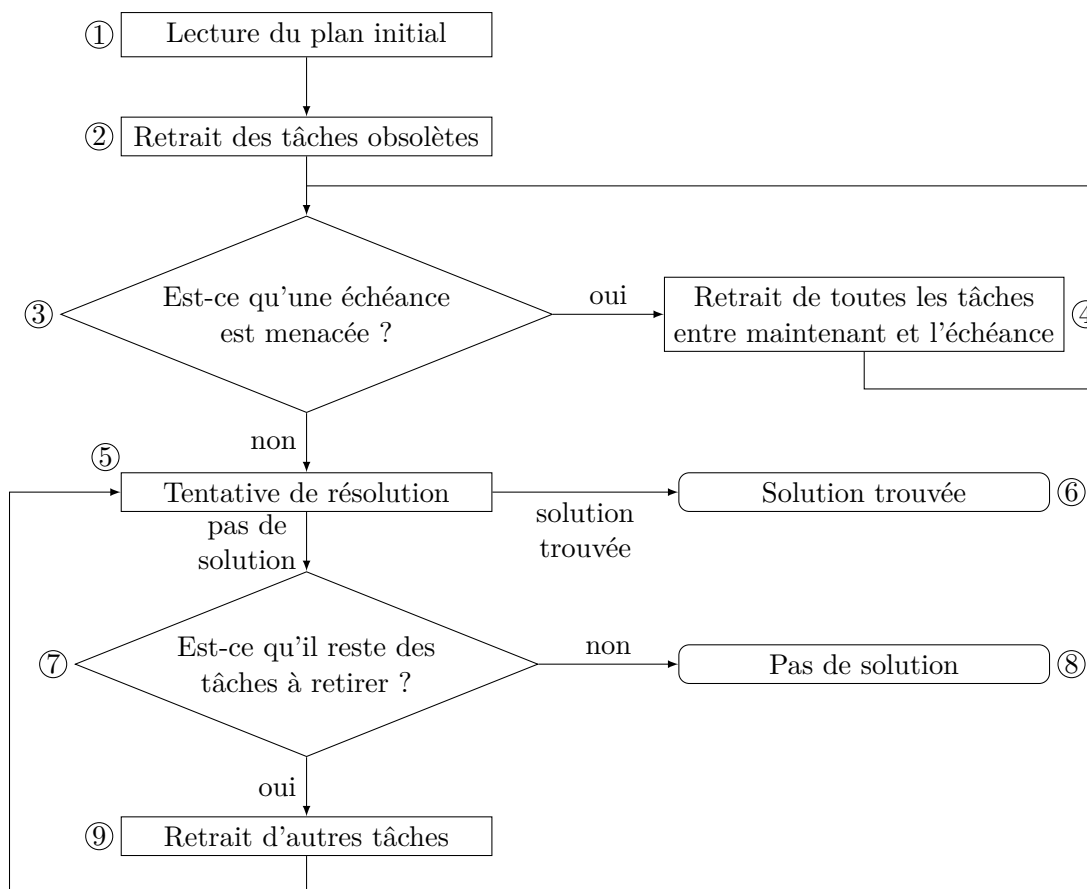 ① Lecture du plan initial
② Retrait des tâches obsolètes
③ Est-ce qu'une échéance
est menacée ?
oui
Retrait de toutes les tâches
entre maintenant et l'échéance
④
non
⑤
Tentative de résolution
solution
trouvée
Solution trouvée ⑥
pas de
solution
⑦ Est-ce qu'il reste des
tâches à retirer ?
non
Pas de solution ⑧
oui
⑨ Retrait d'autres tâches